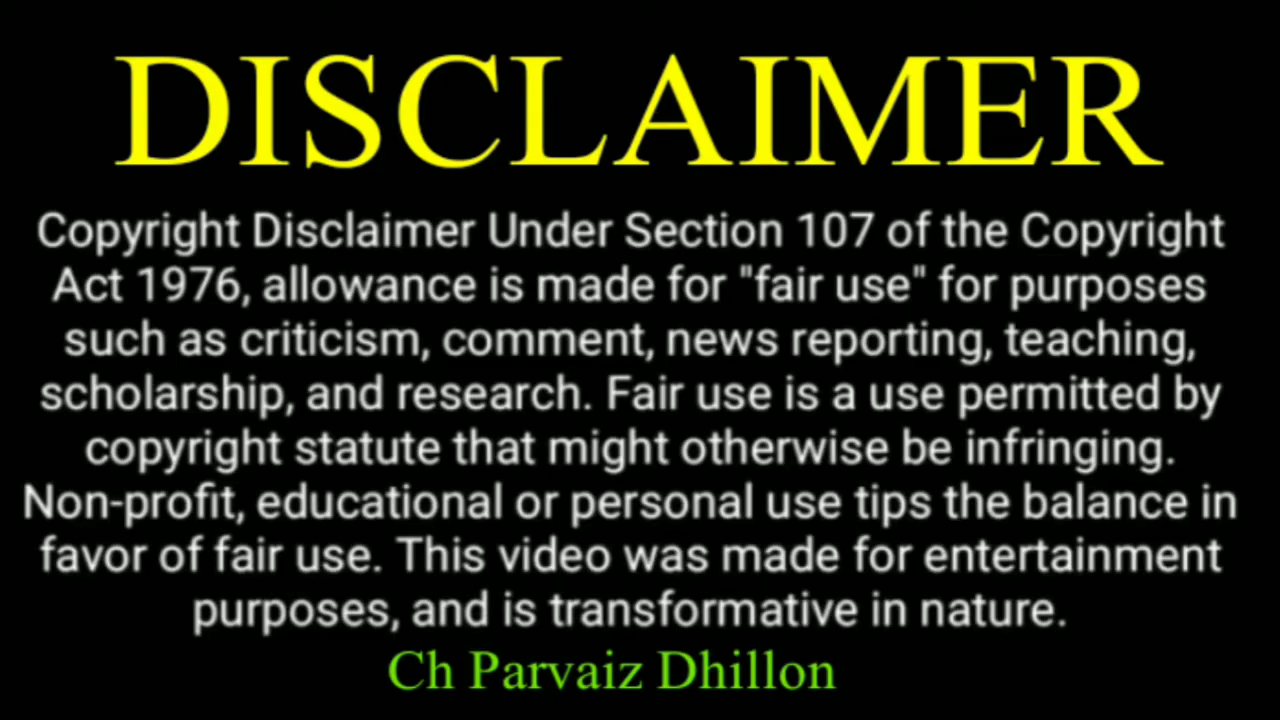 DISCLAIMER
Copyright Disclaimer Under Section 107 of the Copyright
Act 1976, allowance is made for "fair use" for purposes
such as criticism, comment, news reporting, teaching,
scholarship, and research. Fair use is a use permitted by
copyright statute that might otherwise be infringing.
Non-profit, educational or personal use tips the balance in
favor of fair use. This video was made for entertainment
purposes, and is transformative in nature.
Ch Parvaiz Dhillon